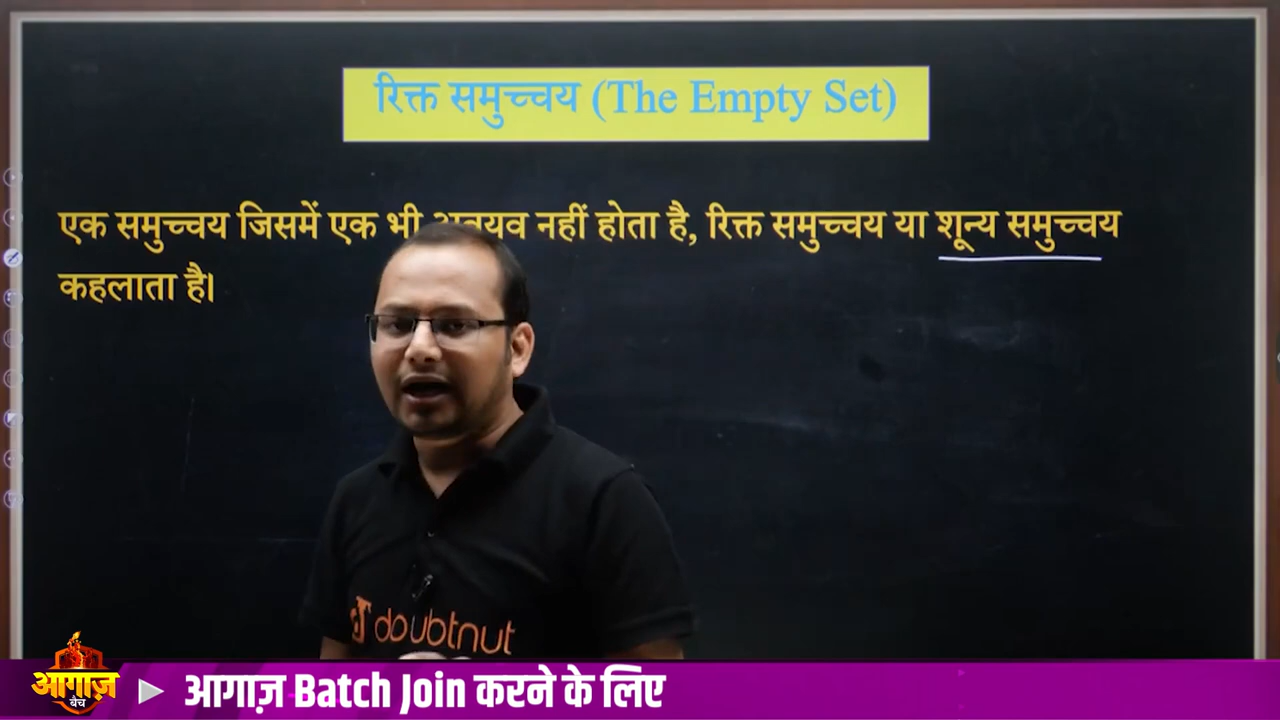 रिक्त समुच्चय (The Empty Set)
एक समुच्चय जिसमें एक भी अवयव नहीं होता है, रिक्त समुच्चय या शून्य समुच्चय
कहलाता है।
doubtnut
आगाज़
बैच
आगाज़ Batch Join करने के लिए